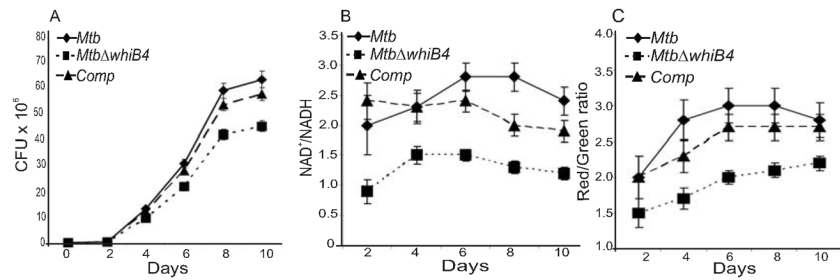 A
Mtb
MtbΔwhiB4
Comp
80
70
60
50
40
30
20
10
0
CFU x 10⁶
0 2 4 6 8 10
Days
B
Mtb
MtbΔwhiB4
Comp
3.5
3.0
2.5
2.0
1.5
1.0
0.5
0
NAD⁺/NADH
2 4 6 8 10
Days
C
Mtb
MtbΔwhiB4
Comp
4.0
3.5
3.0
2.5
2.0
1.5
1.0
Red/Green ratio
2 4 6 8 10
Days